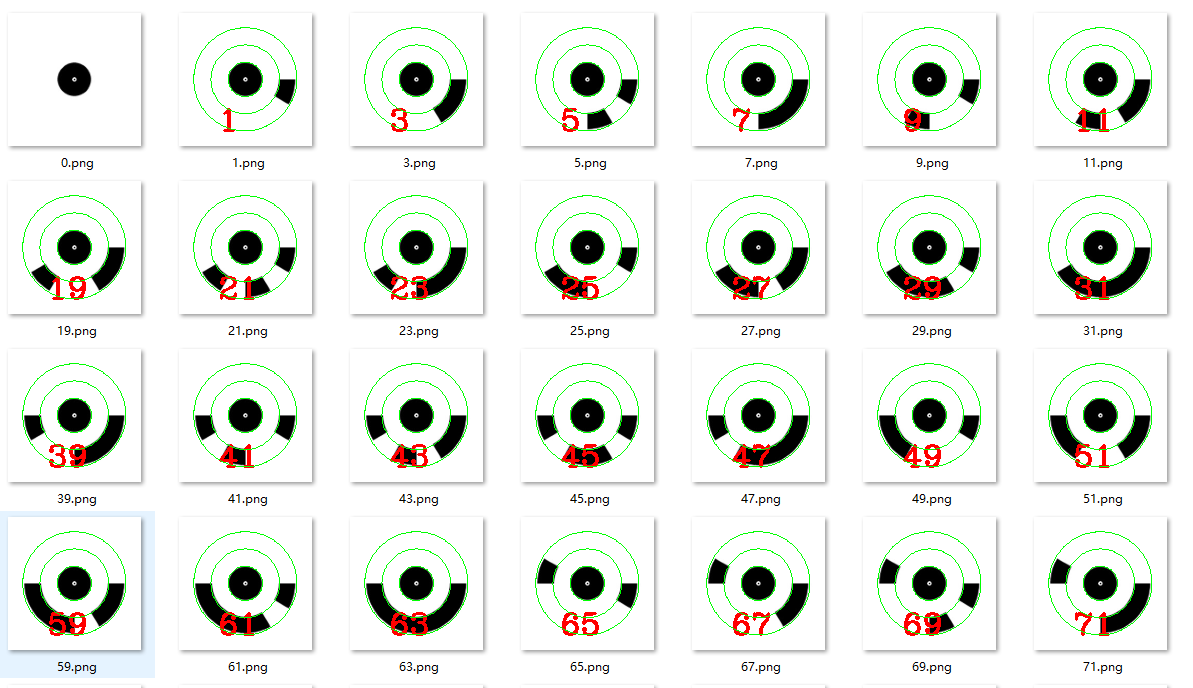 1 3 5 7 9 11
0.png 1.png 3.png 5.png 7.png 9.png 11.png
19 21 23 25 27 29 31
19.png 21.png 23.png 25.png 27.png 29.png 31.png
39 41 43 45 47 49 51
39.png 41.png 43.png 45.png 47.png 49.png 51.png
59 61 63 65 67 69 71
59.png 61.png 63.png 65.png 67.png 69.png 71.png